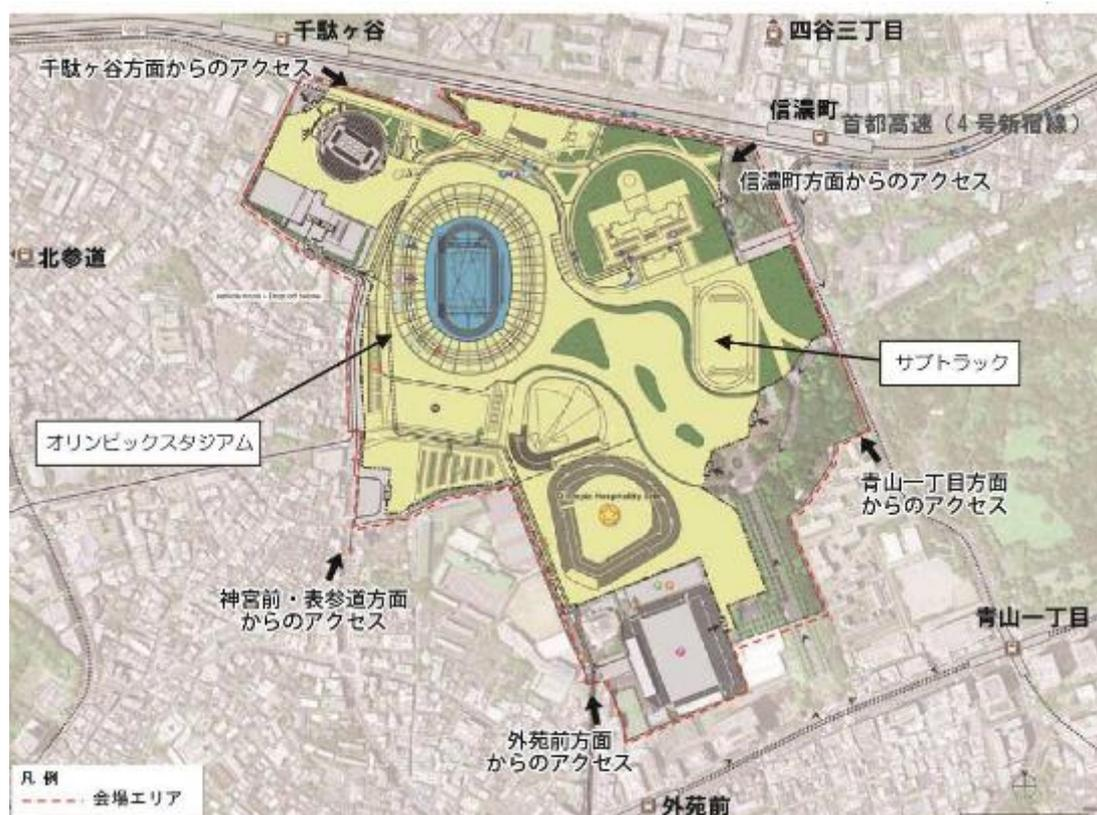 千駄ヶ谷
四谷三丁目
千駄ヶ谷方面からのアクセス
信濃町
首都高速（4号新宿線）
信濃町方面からのアクセス
北参道
サブトラック
オリンピックスタジアム
青山一丁目方面
からのアクセス
神宮前・表参道方面
からのアクセス
青山一丁目
外苑前方面
からのアクセス
凡 例
会場エリア
外苑前